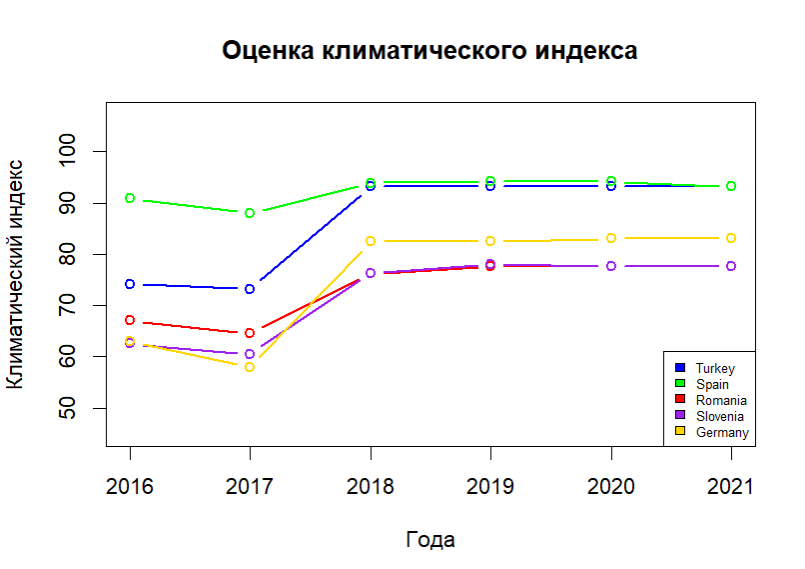 Оценка климатического индекса
Климатический индекс
100
90
80
70
60
50
Turkey
Spain
Romania
Slovenia
Germany
2016 2017 2018 2019 2020 2021
Года